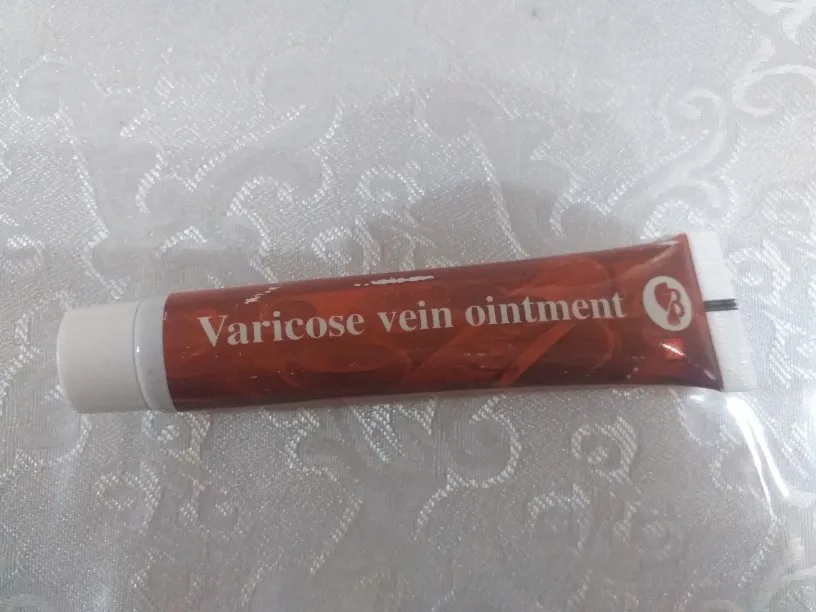 Varicose vein ointment